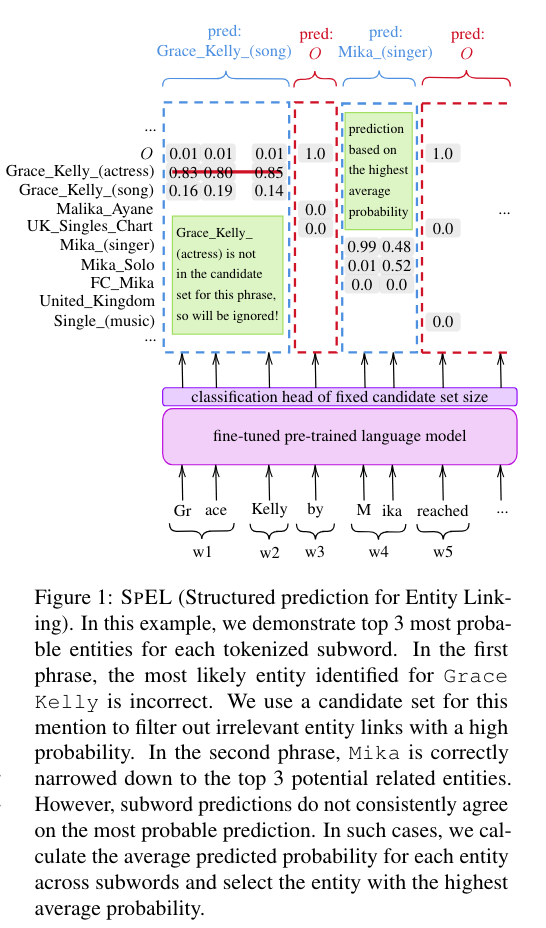 pred:
Grace_Kelly_(song)
pred:
O
pred:
Mika_(singer)
pred:
O
...
O 0.01 0.01 0.01 1.0 1.0
Grace_Kelly_(actress) 0.83 0.80 0.85
Grace_Kelly_(song) 0.16 0.19 0.14
Malika_Ayane 0.0 ...
UK_Singles_Chart 0.0 0.0
Mika_(singer) 0.99 0.48
Mika_Solo 0.01 0.52
FC_Mika 0.0 0.0
United_Kingdom
Single_(music) 0.0
...
Grace_Kelly_
(actress) is not
in the candidate
set for this phrase,
so will be ignored!
prediction
based on
the highest
average
probability
classification head of fixed candidate set size
fine-tuned pre-trained language model
Gr ace Kelly by M ika reached ...
w1 w2 w3 w4 w5
Figure 1: SPEL (Structured prediction for Entity Link-
ing). In this example, we demonstrate top 3 most proba-
ble entities for each tokenized subword. In the first
phrase, the most likely entity identified for Grace
Kelly is incorrect. We use a candidate set for this
mention to filter out irrelevant entity links with a high
probability. In the second phrase, Mika is correctly
narrowed down to the top 3 potential related entities.
However, subword predictions do not consistently agree
on the most probable prediction. In such cases, we cal-
culate the average predicted probability for each entity
across subwords and select the entity with the highest
average probability.